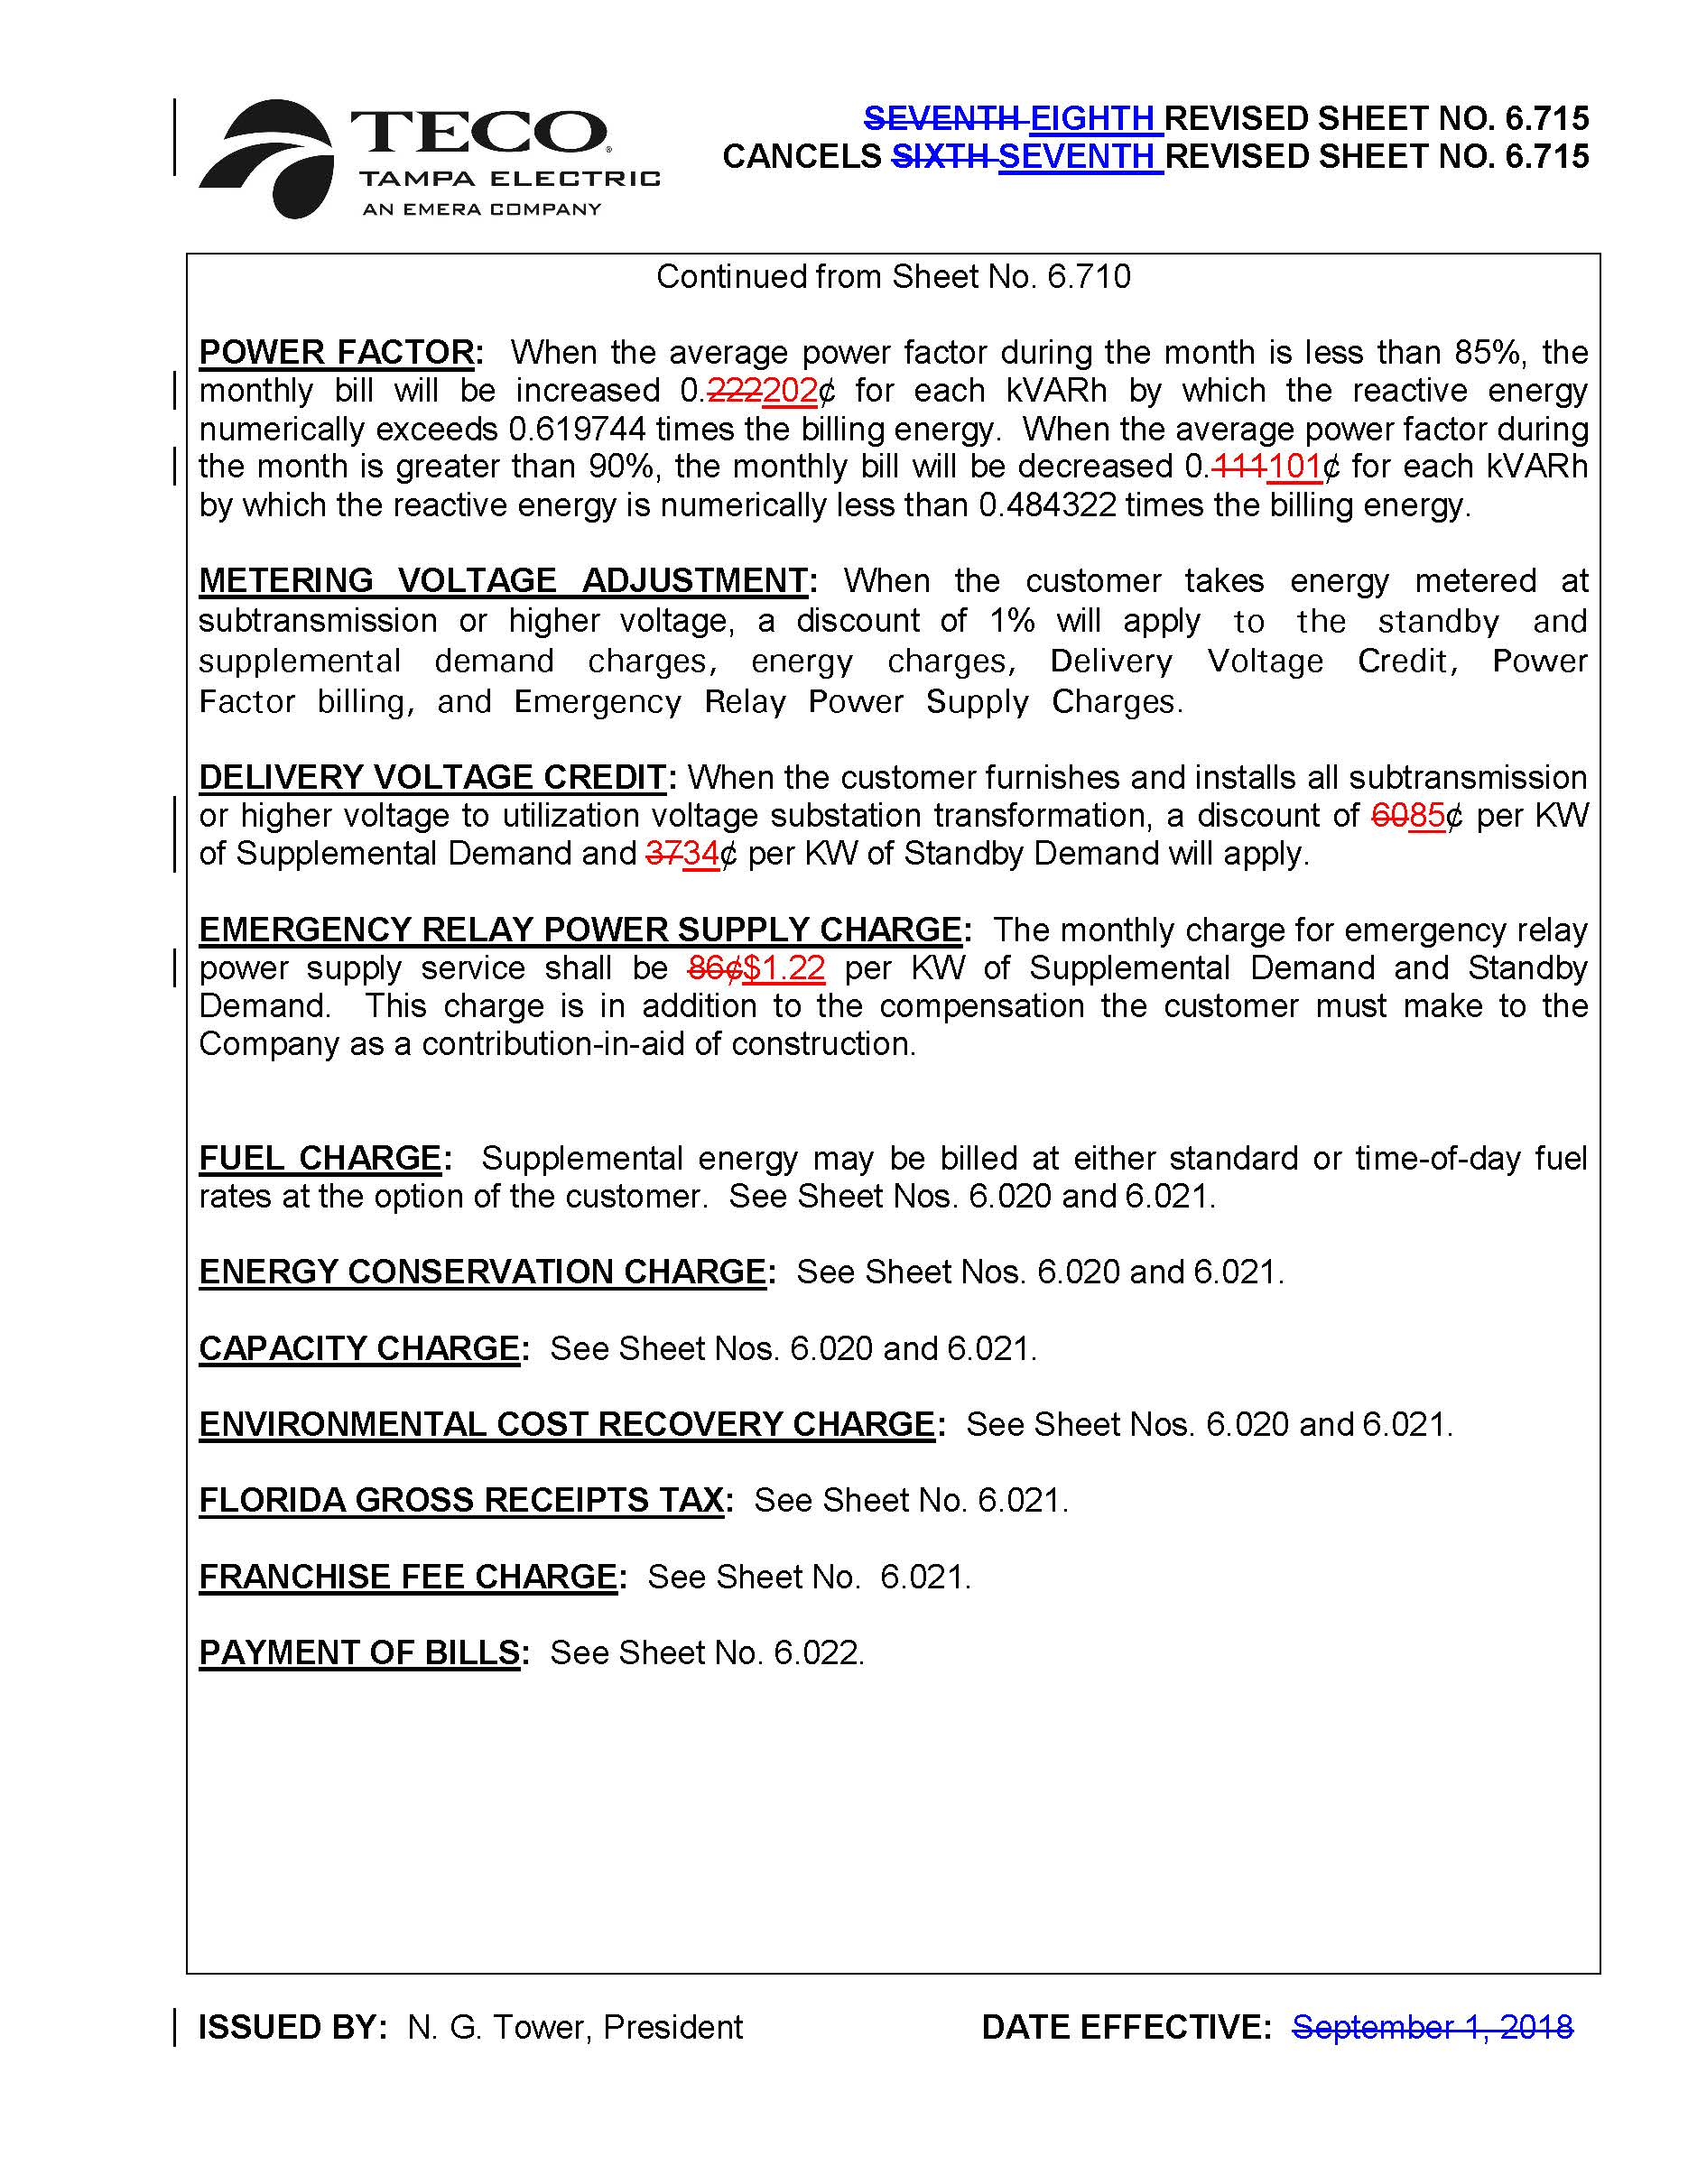 TECO®
TAMPA ELECTRIC
AN EMERA COMPANY
SEVENTH EIGHTH REVISED SHEET NO. 6.715
CANCELS SIXTH SEVENTH REVISED SHEET NO. 6.715
Continued from Sheet No. 6.710
POWER FACTOR: When the average power factor during the month is less than 85%, the
monthly bill will be increased 0.222202¢ for each kVARh by which the reactive energy
numerically exceeds 0.619744 times the billing energy. When the average power factor during
the month is greater than 90%, the monthly bill will be decreased 0.111101¢ for each kVARh
by which the reactive energy is numerically less than 0.484322 times the billing energy.
METERING VOLTAGE ADJUSTMENT: When the customer takes energy metered at
subtransmission or higher voltage, a discount of 1% will apply to the standby and
supplemental demand charges, energy charges, Delivery Voltage Credit, Power
Factor billing, and Emergency Relay Power Supply Charges.
DELIVERY VOLTAGE CREDIT: When the customer furnishes and installs all subtransmission
or higher voltage to utilization voltage substation transformation, a discount of 6085¢ per KW
of Supplemental Demand and 3734¢ per KW of Standby Demand will apply.
EMERGENCY RELAY POWER SUPPLY CHARGE: The monthly charge for emergency relay
power supply service shall be 86¢$1.22 per KW of Supplemental Demand and Standby
Demand. This charge is in addition to the compensation the customer must make to the
Company as a contribution-in-aid of construction.
FUEL CHARGE: Supplemental energy may be billed at either standard or time-of-day fuel
rates at the option of the customer. See Sheet Nos. 6.020 and 6.021.
ENERGY CONSERVATION CHARGE: See Sheet Nos. 6.020 and 6.021.
CAPACITY CHARGE: See Sheet Nos. 6.020 and 6.021.
ENVIRONMENTAL COST RECOVERY CHARGE: See Sheet Nos. 6.020 and 6.021.
FLORIDA GROSS RECEIPTS TAX: See Sheet No. 6.021.
FRANCHISE FEE CHARGE: See Sheet No. 6.021.
PAYMENT OF BILLS: See Sheet No. 6.022.
ISSUED BY: N. G. Tower, President
DATE EFFECTIVE: September 1, 2018